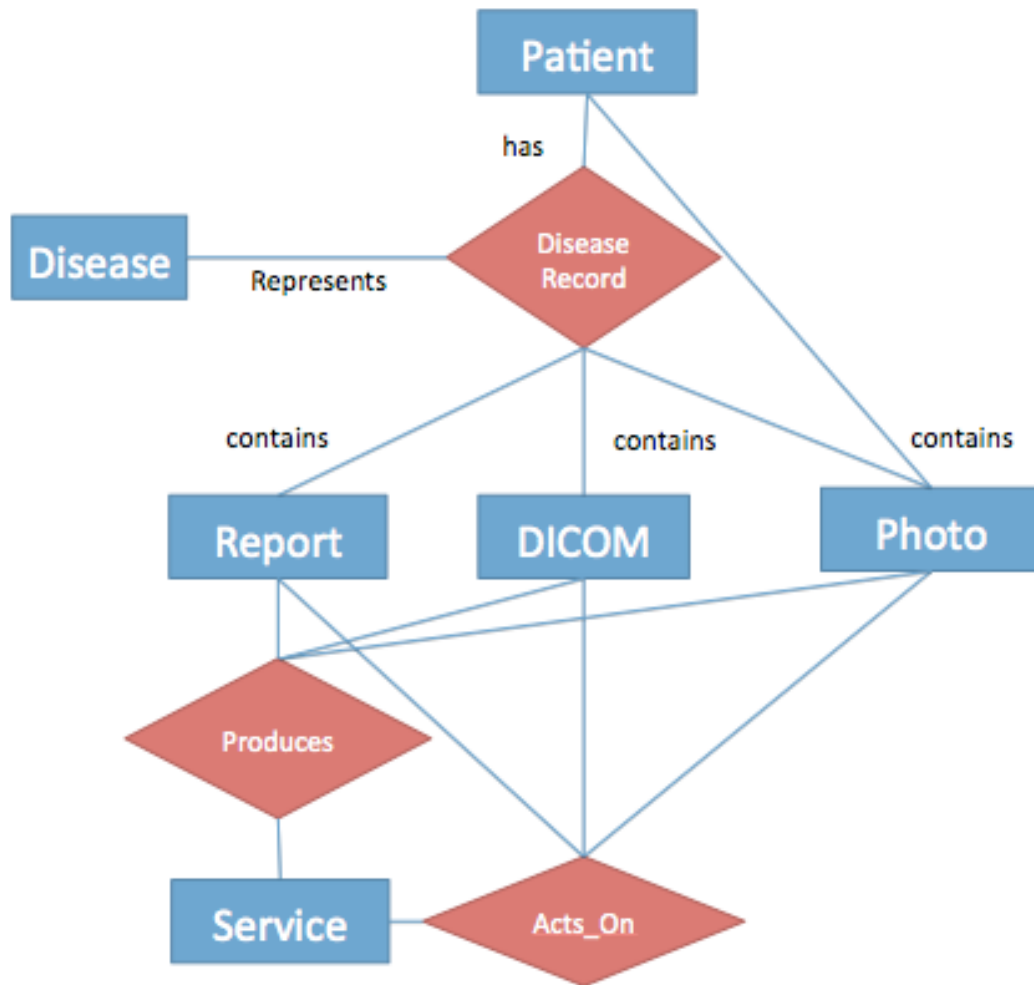 Patient
has
Disease
Record
Disease
Represents
contains
contains
contains
Report
DICOM
Photo
Produces
Service
Acts_On